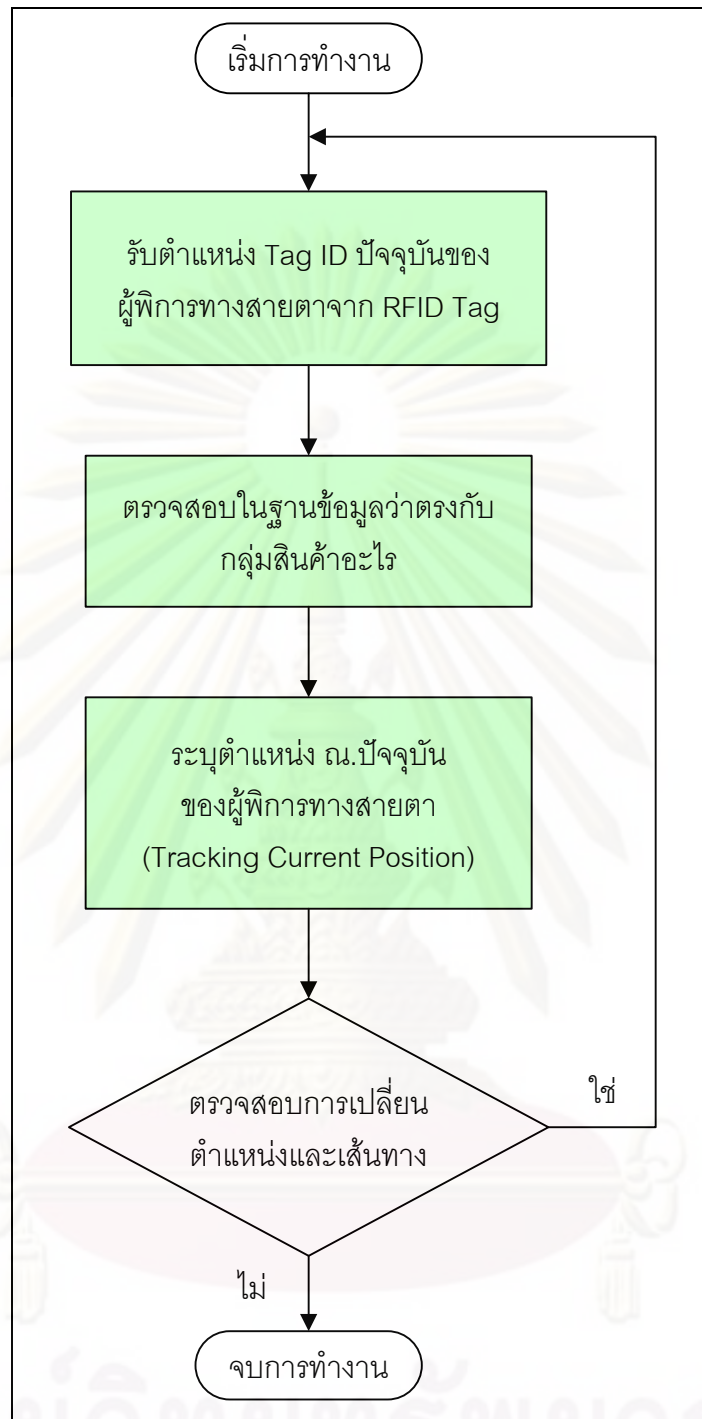 เริ่มการทำงาน
รับตำแหน่ง Tag ID ปัจจุบันของ
ผู้พิการทางสายตาจาก RFID Tag
ตรวจสอบในฐานข้อมูลว่าตรงกับ
กลุ่มสินค้าอะไร
ระบุตำแหน่ง ณ.ปัจจุบัน
ของผู้พิการทางสายตา
(Tracking Current Position)
ตรวจสอบการเปลี่ยน
ตำแหน่งและเส้นทาง
ใช่
ไม่
จบการทำงาน